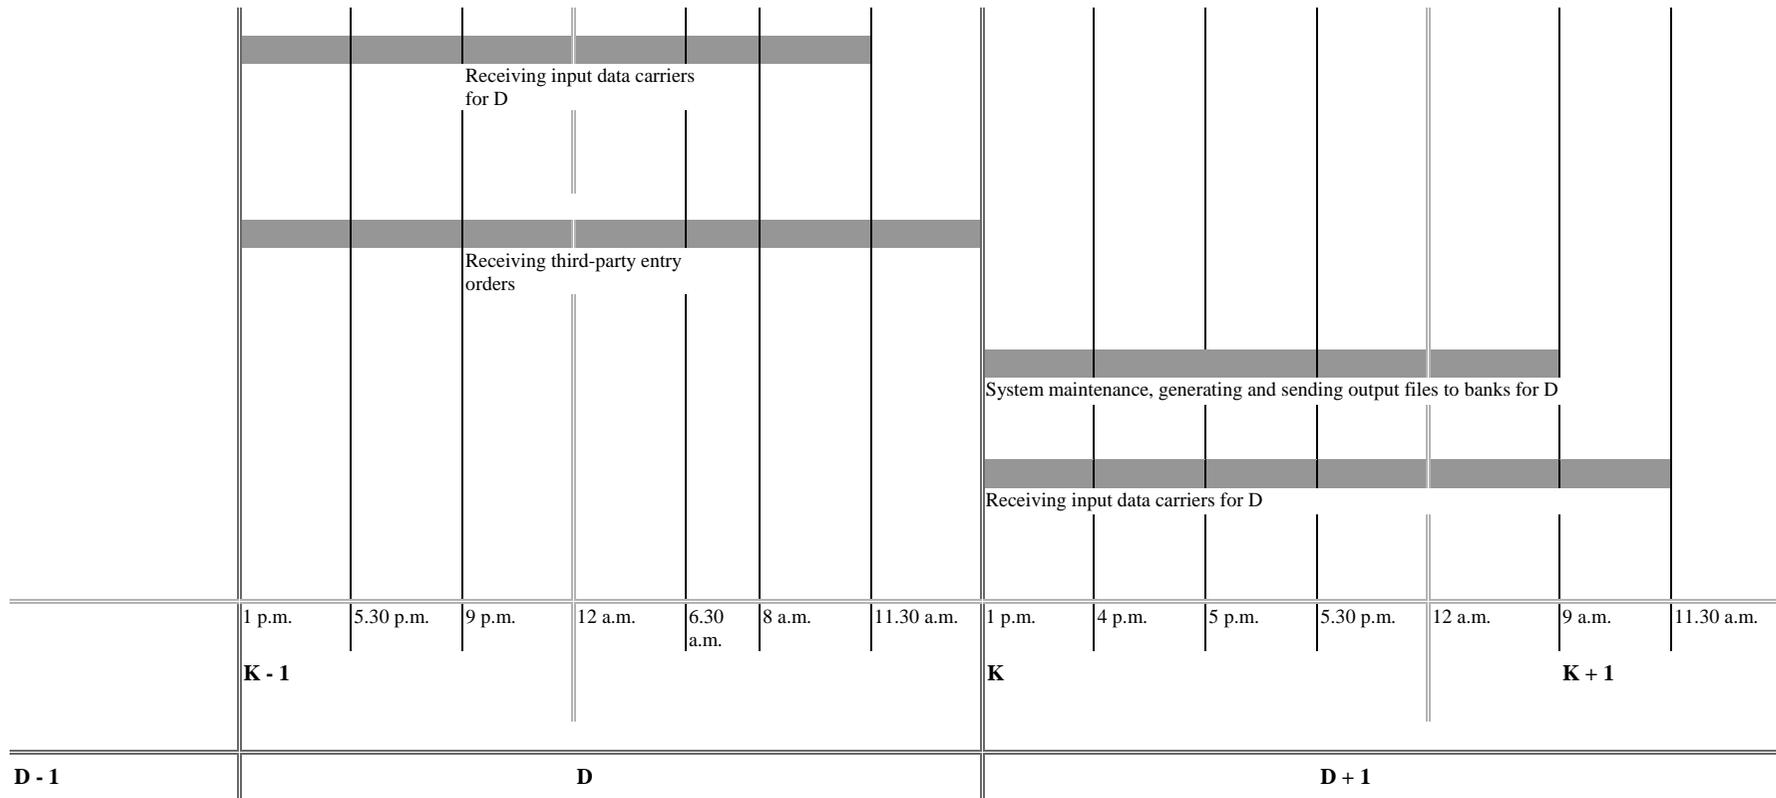 Receiving input data carriers
for D
Receiving third-party entry
orders
System maintenance, generating and sending output files to banks for D
Receiving input data carriers for D
1 p.m. 5.30 p.m. 9 p.m. 12 a.m. 6.30 8 a.m. 11.30 a.m. 1 p.m. 4 p.m. 5 p.m. 5.30 p.m. 12 a.m. 9 a.m. 11.30 a.m.
a.m.
K - 1 K K + 1
D - 1 D D + 1